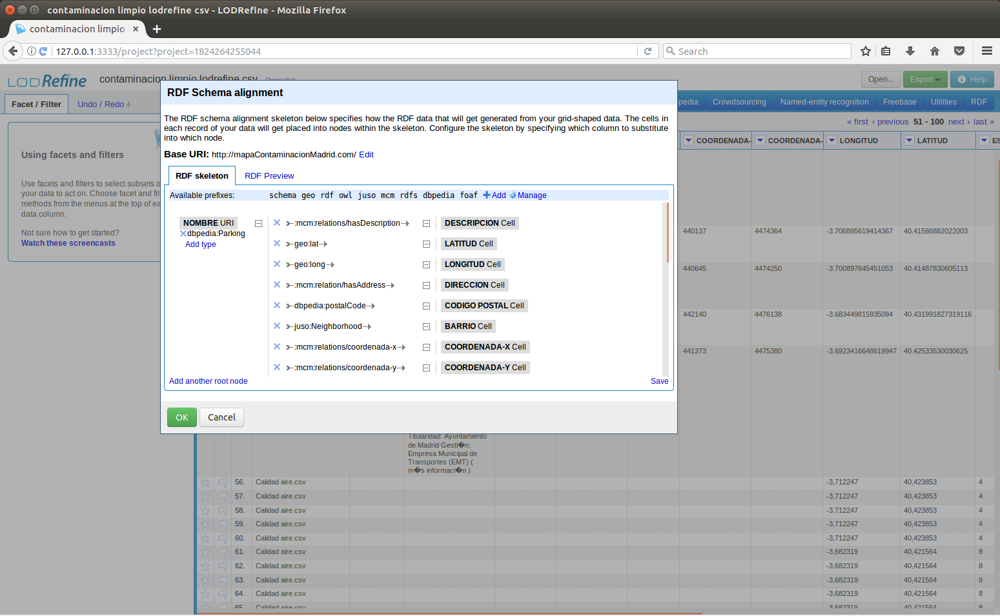 contaminacion limpio lodrefine csv - LODRefine - Mozilla Firefox
contaminacion limpio
127.0.0.1:3333/project?project=1824264255044
Search
LOD Refine
contaminacion limpio lodrefine csv Permalink
Open...
Export
Help
Facet / Filter
Undo / Redo 4
pedia
Crowdsourcing
Named-entity recognition
Freebase
Utilities
RDF
« first ‹ previous 51 - 100 next › last »
Using facets and filters
Use facets and filters to select subsets o
your data to act on. Choose facet and fil
methods from the menus at the top of ea
data column.
Not sure how to get started?
Watch these screencasts
RDF Schema alignment
The RDF schema alignment skeleton below specifies how the RDF data that will get generated from your grid-shaped data. The cells in
each record of your data will get placed into nodes within the skeleton. Configure the skeleton by specifying which column to substitute
into which node.
Base URI: http://mapaContaminacionMadrid.com/ Edit
RDF skeleton
RDF Preview
Available prefixes: schema geo rdf owl juso mcm rdfs dbpedia foaf Add Manage
NOMBRE URI
dbpedia:Parking
Add type
:mcm:relations/hasDescription DESCRIPCION Cell
geo:lat LATITUD Cell
geo:long LONGITUD Cell
:mcm:relation/hasAddress DIRECCION Cell
dbpedia:postalCode CODIGO POSTAL Cell
juso:Neighborhood BARRIO Cell
:mcm:relations/coordenada-x COORDENADA-X Cell
:mcm:relations/coordenada-y COORDENADA-Y Cell
Add another root node
Save
OK
Cancel
COORDENADA- COORDENADA- LONGITUD LATITUD ES
440137 4474364 -3.706895619414367 40.41586882022003
440645 4474250 -3.700897645451053 40.41487830605113
442140 4476138 -3.683449815935094 40.431991827319116
441373 4475380 -3.6923416648619947 40.42533530030625
Titularidad: Ayuntamiento
de Madrid Gesti�n:
Empresa Municipal de
Transportes (EMT) (
m�s informaci�n )
56. Calidad aire.csv -3,712247 40,423853 4
57. Calidad aire.csv -3,712247 40,423853 4
58. Calidad aire.csv -3,712247 40,423853 4
59. Calidad aire.csv -3,712247 40,423853 4
60. Calidad aire.csv -3,712247 40,423853 4
61. Calidad aire.csv -3,682319 40,421564 8
62. Calidad aire.csv -3,682319 40,421564 8
63. Calidad aire.csv -3,682319 40,421564 8
64. Calidad aire.csv -3,682319 40,421564 8
65. Calidad aire.csv -3,682319 40,421564 8